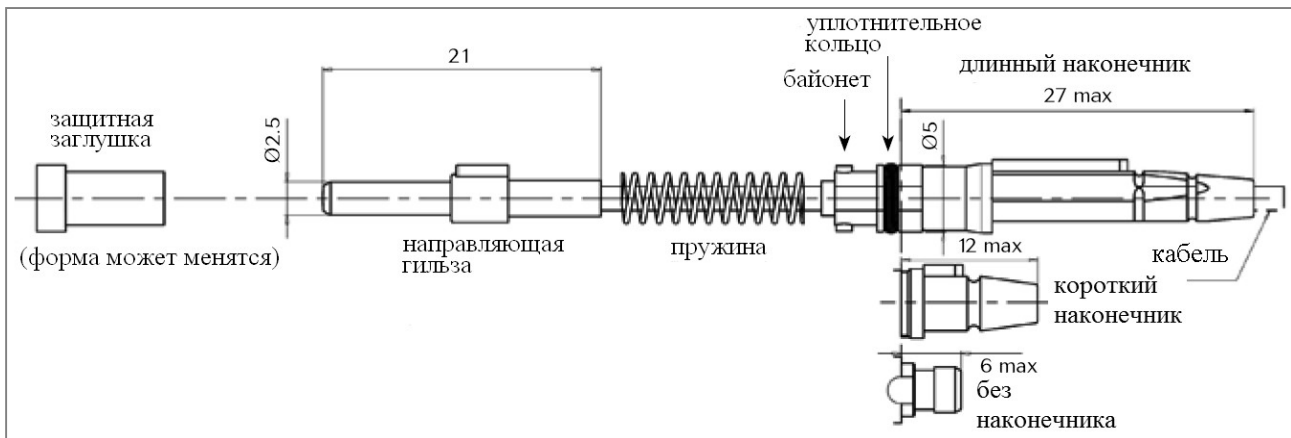 уплотнительное
кольцо
21
длинный наконечник
байонет
27 max
защитная
заглушка
Ø2.5
Ø5
(форма может менятся)
направляющая
гильза
пружина
12 max
кабель
короткий
наконечник
6 max
без
наконечника